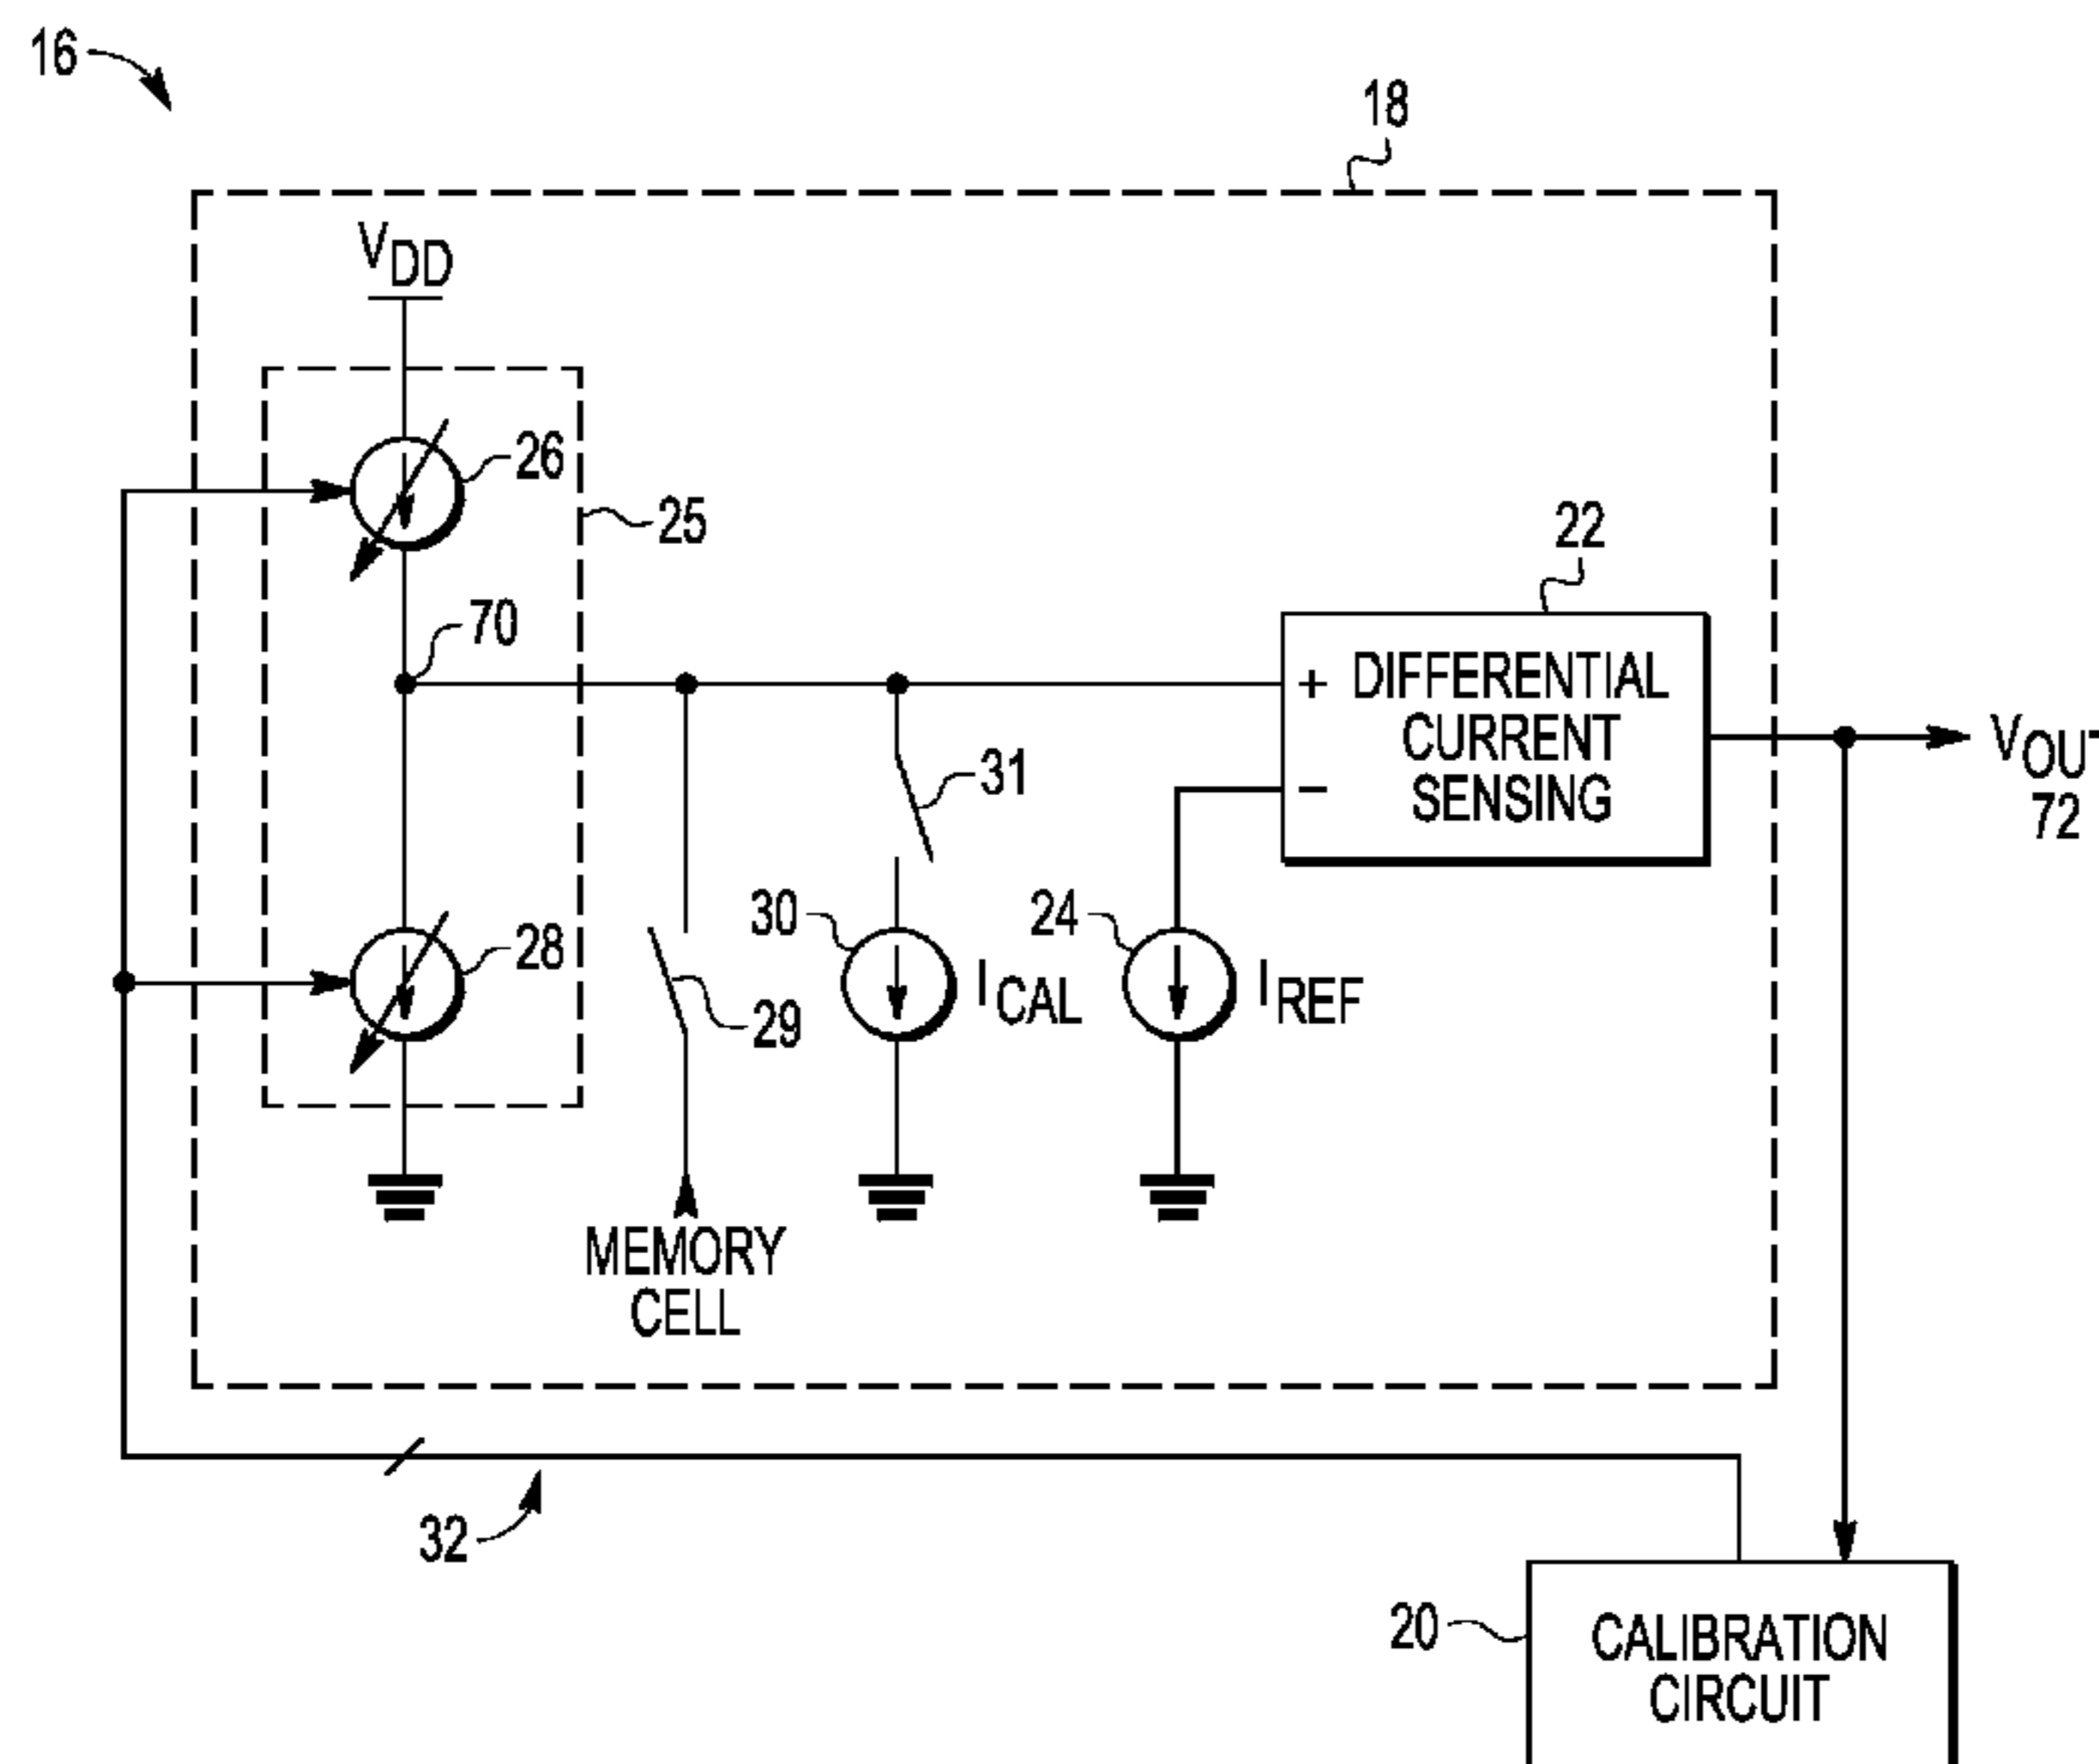 16
18
VDD
26
25
22
70
+ DIFFERENTIAL
CURRENT
SENSING
−
VOUT
72
31
28
30
24
ICAL
IREF
29
MEMORY
CELL
32
20
CALIBRATION
CIRCUIT